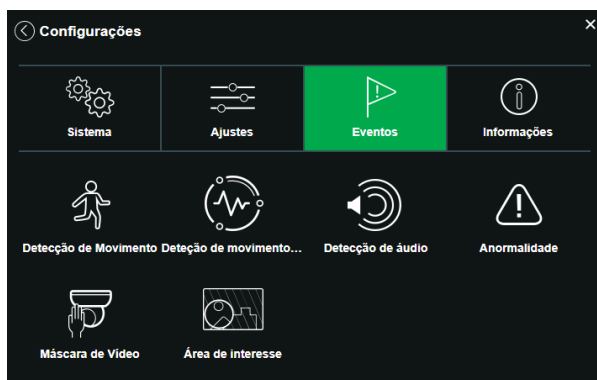 Configurações
×
Sistema
Ajustes
Eventos
Informações
Detecção de Movimento
Deteção de movimento...
Detecção de áudio
Anormalidade
Máscara de Vídeo
Área de interesse